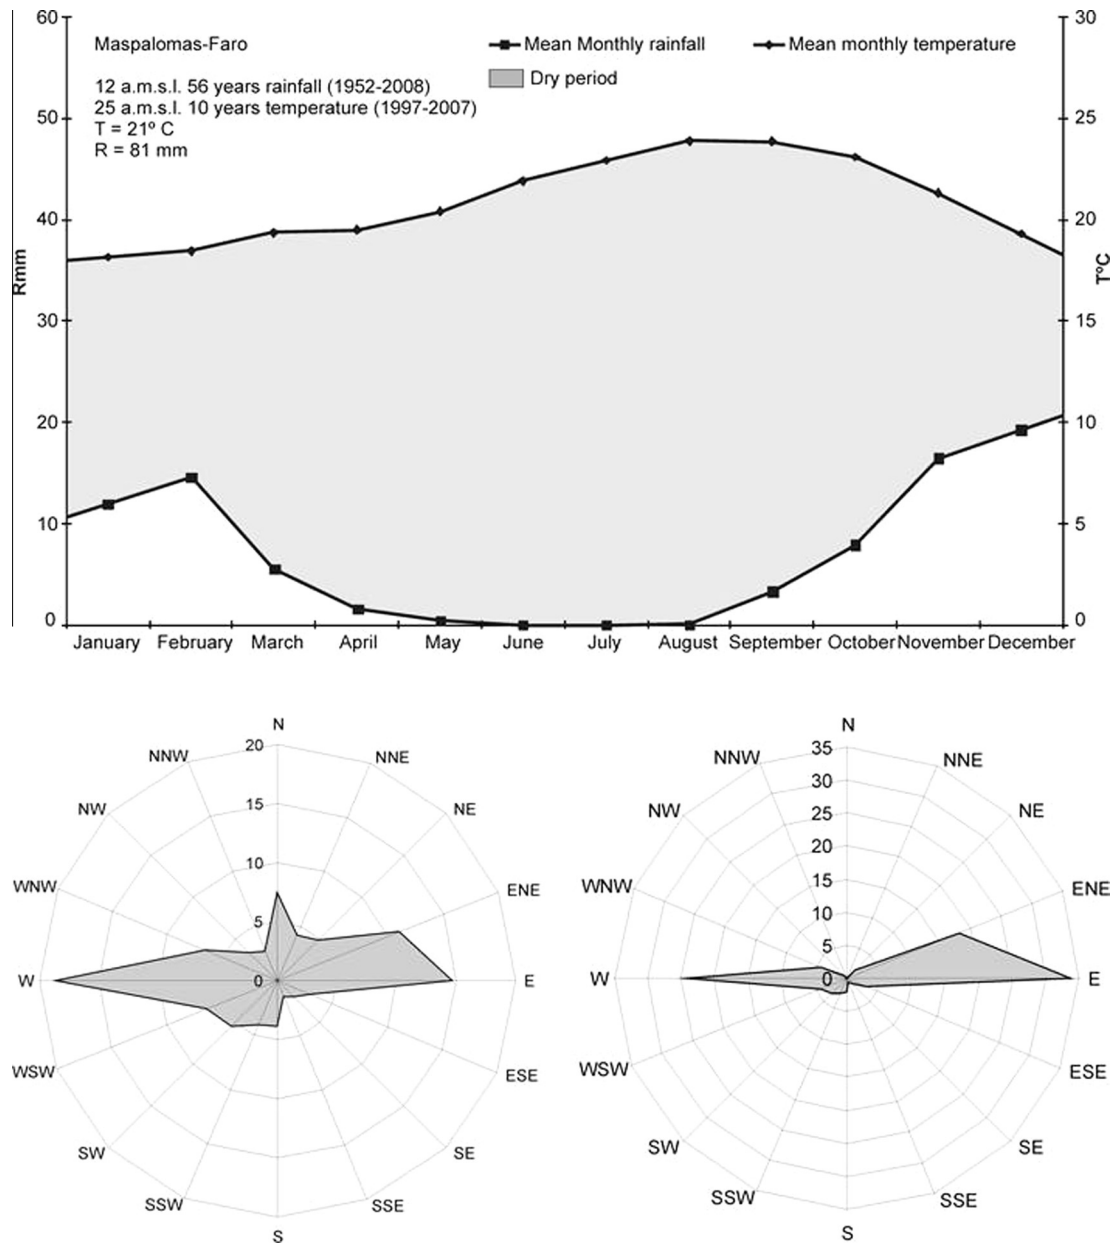 60
30
Maspalomas-Faro
Mean Monthly rainfall
Mean monthly temperature
Dry period
12 a.m.s.l. 56 years rainfall (1952-2008)
25 a.m.s.l. 10 years temperature (1997-2007)
T = 21º C
R = 81 mm
50
25
40
20
Rmm
TºC
30
15
20
10
10
5
0
0
January February March April May June July August September October November December
N
NNW
20
NNE
NW
15
NE
10
WNW
5
ENE
W
0
E
WSW
ESE
SW
SE
SSW
SSE
S
N
NNW
35
NNE
30
NW
25
NE
20
15
WNW
10
ENE
5
W
0
E
WSW
ESE
SW
SE
SSW
SSE
S